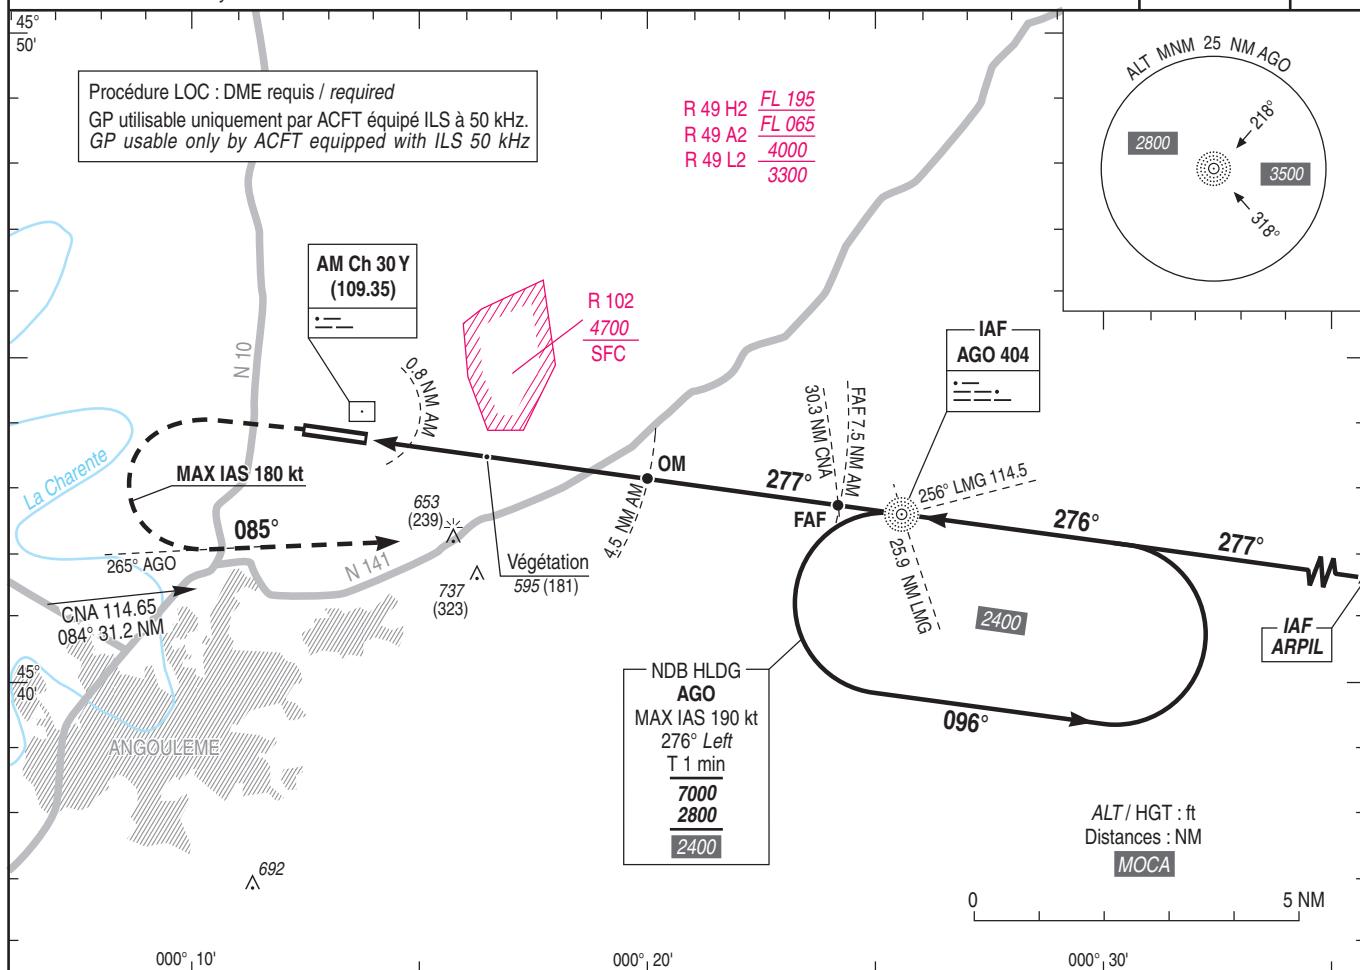 45°
50'
Procédure LOC : DME requis / required
GP utilisable uniquement par ACFT équipé ILS à 50 kHz.
GP usable only by ACFT equipped with ILS 50 kHz
R 49 H2 FL 195
R 49 A2 FL 065
R 49 L2 4000
3300
ALT MNM 25 NM AGO
218°
2800
3500
318°
AM Ch 30 Y
(109.35)
R 102
4700
SFC
IAF
AGO 404
N 10
0.8 NM AM
30.3 NM CNA
FAF 7.5 NM AM
La Charente
MAX IAS 180 kt
OM
277°
256° LMG 114.5
653
(239)
4.5 NM AM
FAF
276°
277°
085°
265° AGO
N 141
Végétation
595 (181)
25.9 NM LMG
CNA 114.65
084° 31.2 NM
737
(323)
2400
IAF
ARPIL
45°
40'
NDB HLDG
AGO
MAX IAS 190 kt
276° Left
T 1 min
7000
2800
2400
096°
ANGOULEME
692
ALT / HGT : ft
Distances : NM
MOCA
0 5 NM
000° 10'
000° 20'
000° 30'